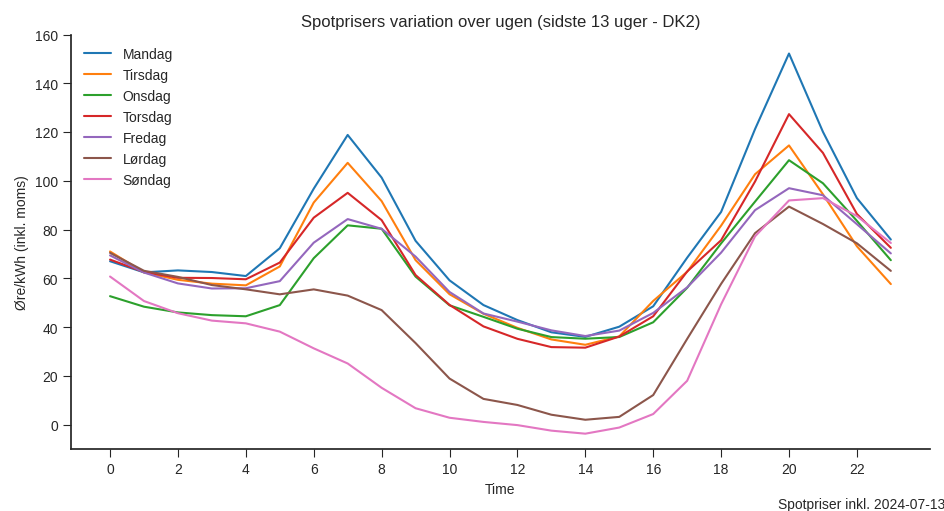 Spotprisers variation over ugen (sidste 13 uger - DK2)
160
140
120
100
80
60
40
20
0
Øre/kWh (inkl. moms)
Mandag
Tirsdag
Onsdag
Torsdag
Fredag
Lørdag
Søndag
0 2 4 6 8 10 12 14 16 18 20 22
Time
Spotpriser inkl. 2024-07-13